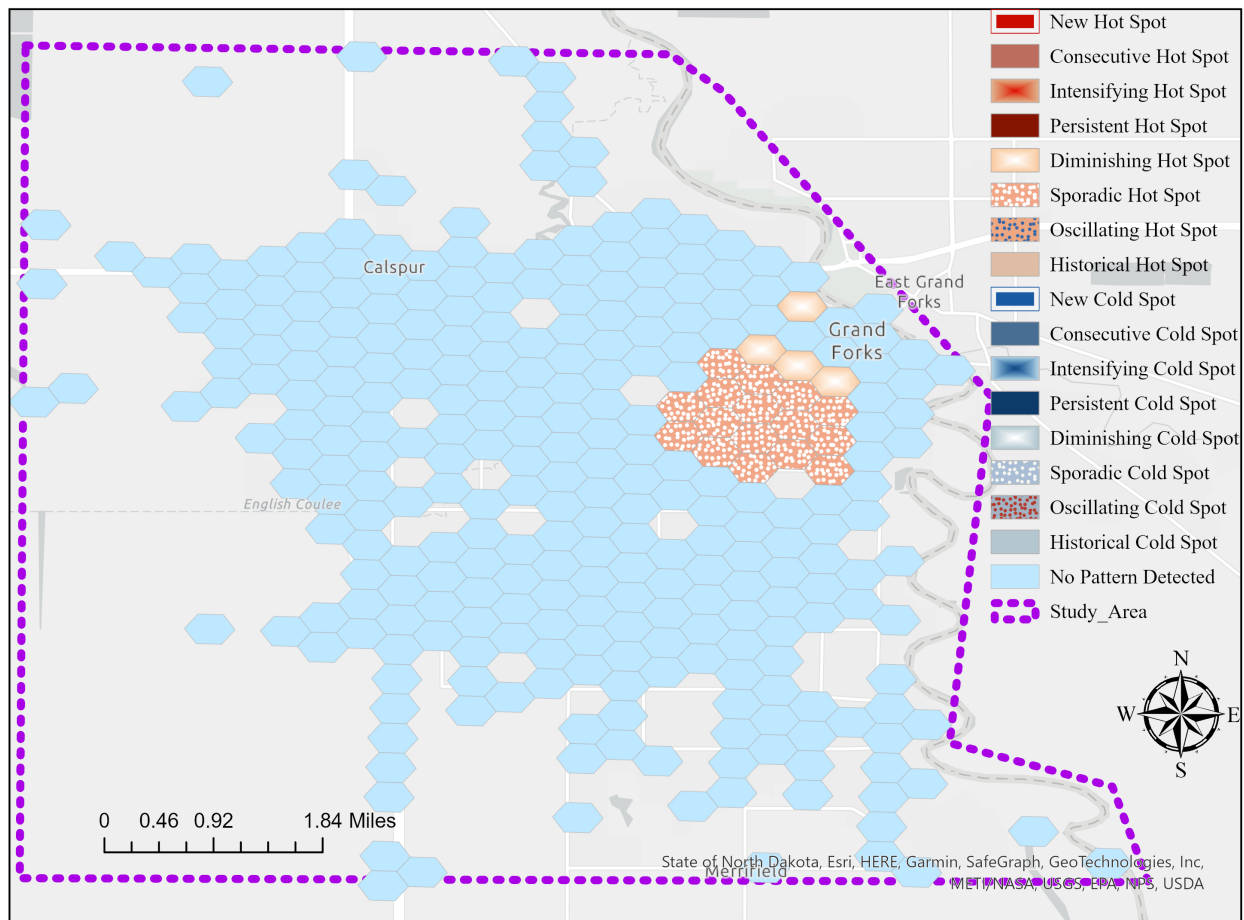 New Hot Spot
Consecutive Hot Spot
Intensifying Hot Spot
Persistent Hot Spot
Diminishing Hot Spot
Sporadic Hot Spot
Oscillating Hot Spot
Historical Hot Spot
New Cold Spot
Consecutive Cold Spot
Intensifying Cold Spot
Persistent Cold Spot
Diminishing Cold Spot
Sporadic Cold Spot
Oscillating Cold Spot
Historical Cold Spot
No Pattern Detected
Study_Area
Calspur
East Grand
Forks
Grand
Forks
English Coulee
N
W E
S
0 0.46 0.92 1.84 Miles
Merrifield
State of North Dakota, Esri, HERE, Garmin, SafeGraph, GeoTechnologies, Inc,
METI/NASA, USGS, EPA, NPS, USDA